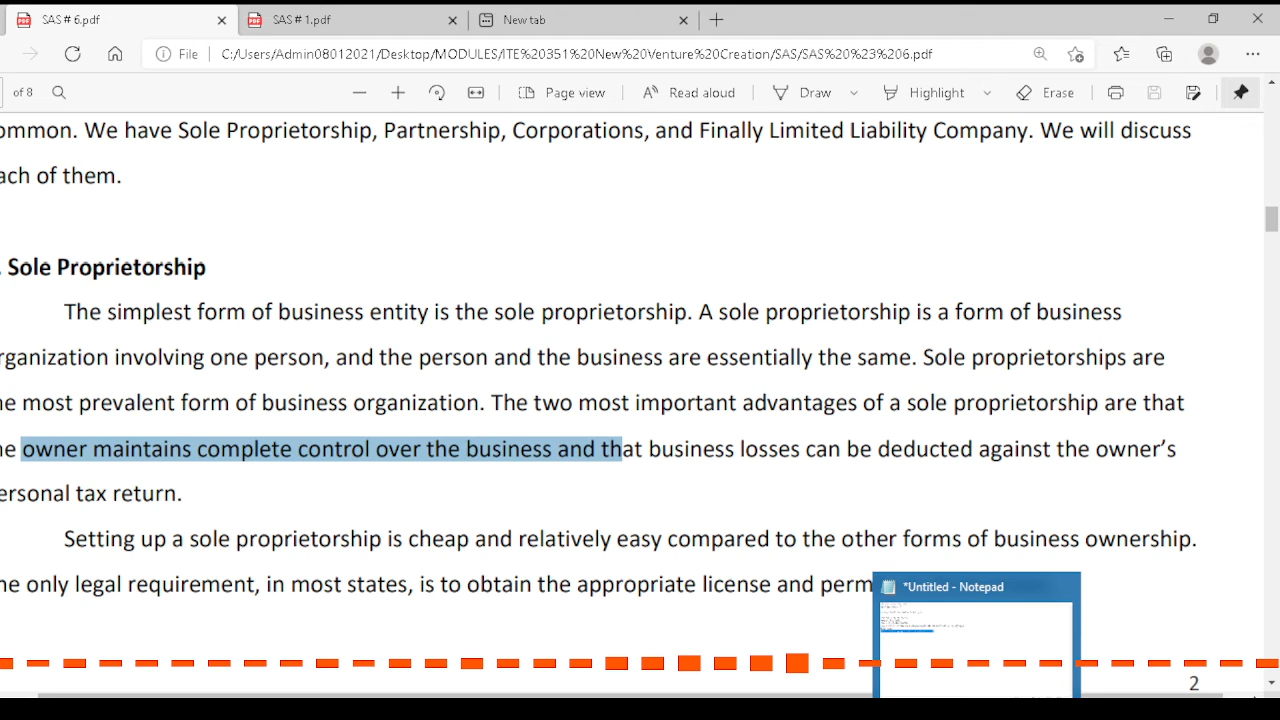 SAS # 6.pdf
SAS # 1.pdf
New tab
File C:/Users/Admin08012021/Desktop/MODULES/ITE%20351%20New%20Venture%20Creation/SAS/SAS%20%23%206.pdf
of 8 Page view Read aloud Draw Highlight Erase
ommon. We have Sole Proprietorship, Partnership, Corporations, and Finally Limited Liability Company. We will discuss
ach of them.
. Sole Proprietorship
The simplest form of business entity is the sole proprietorship. A sole proprietorship is a form of business
rganization involving one person, and the person and the business are essentially the same. Sole proprietorships are
he most prevalent form of business organization. The two most important advantages of a sole proprietorship are that
he owner maintains complete control over the business and that business losses can be deducted against the owner’s
ersonal tax return.
Setting up a sole proprietorship is cheap and relatively easy compared to the other forms of business ownership.
he only legal requirement, in most states, is to obtain the appropriate license and perm
*Untitled - Notepad
2